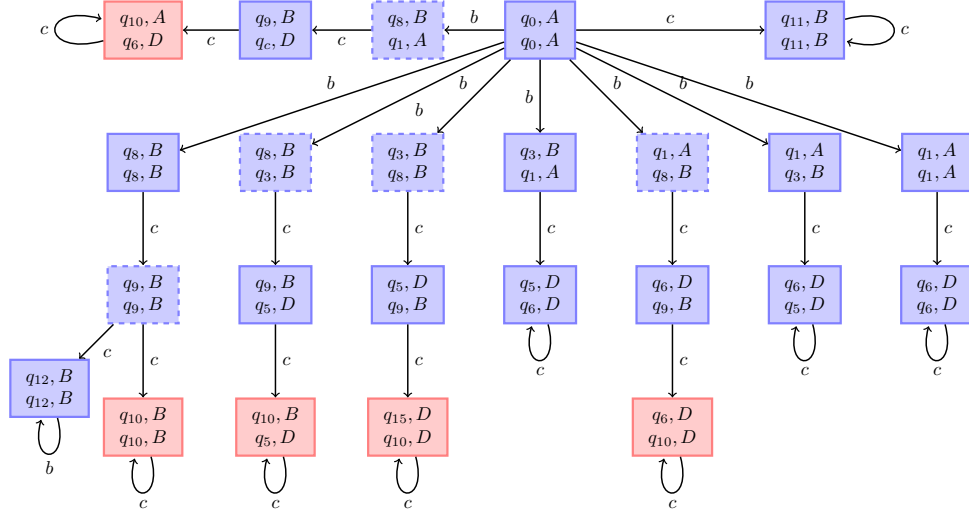 q10, A
q6, D
c
c
q9, B
qc, D
c
q8, B
q1, A
b
q0, A
q0, A
c
q11, B
q11, B
c
b
b
b
b
b
b
b
q8, B
q8, B
q8, B
q3, B
q3, B
q8, B
q3, B
q1, A
q1, A
q8, B
q1, A
q3, B
q1, A
q1, A
c
c
c
c
c
c
c
q9, B
q9, B
q9, B
q5, D
q5, D
q9, B
q5, D
q6, D
q6, D
q9, B
q6, D
q5, D
q6, D
q6, D
c
c
c
c
c
c
c
c
q12, B
q12, B
b
q10, B
q10, B
q10, B
q5, D
q15, D
q10, D
q6, D
q10, D
c
c
c
c